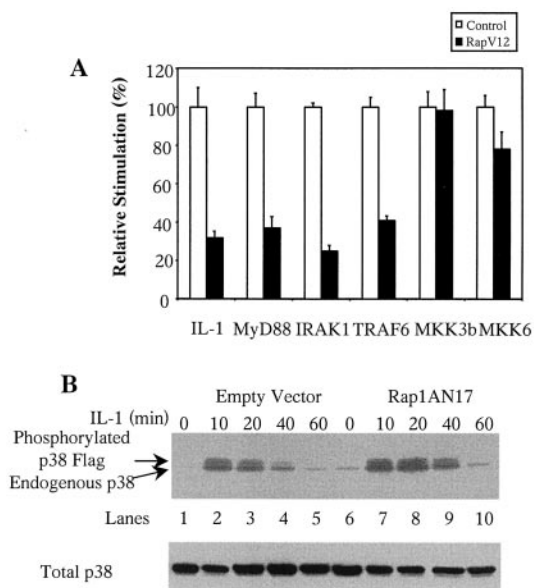 Control
RapV12
A
Relative Stimulation (%)
120
100
80
60
40
20
0
IL-1 MyD88 IRAK1 TRAF6 MKK3b MKK6
B
Empty Vector Rap1AN17
IL-1 (min) 0 10 20 40 60 0 10 20 40 60
Phosphorylated
p38 Flag
Endogenous p38
Lanes 1 2 3 4 5 6 7 8 9 10
Total p38